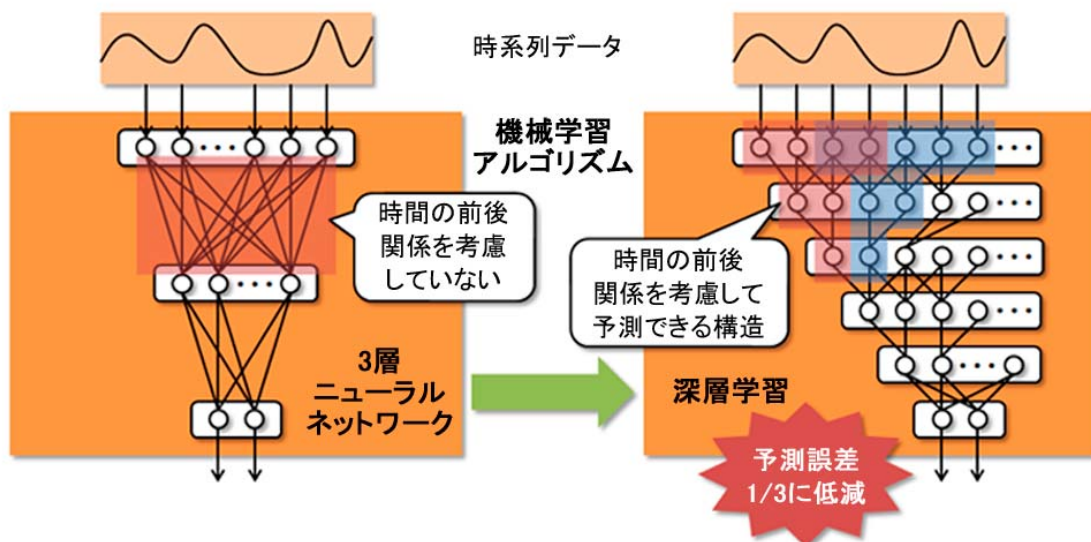 時系列データ
機械学習
アルゴリズム
時間の前後
関係を考慮
していない
3層
ニューラル
ネットワーク
時間の前後
関係を考慮して
予測できる構造
深層学習
予測誤差
1/3に低減